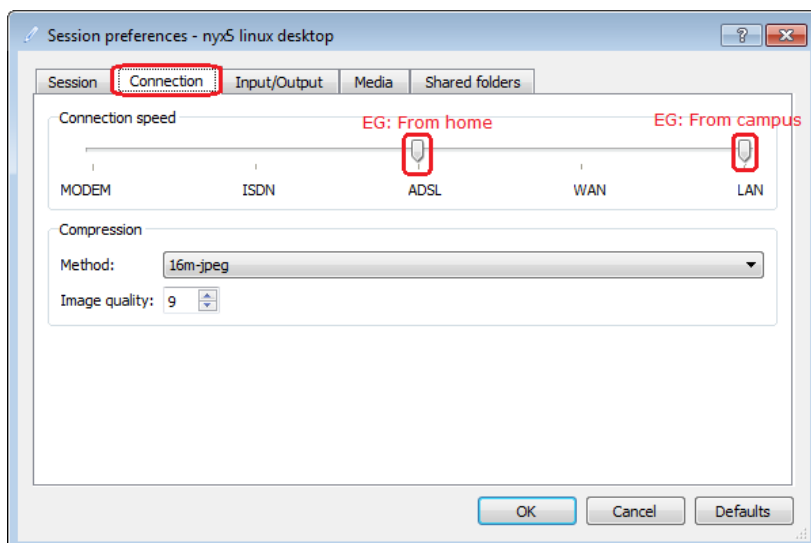 Session preferences - nyx5 linux desktop
Session Connection Input/Output Media Shared folders
Connection speed
EG: From home EG: From campus
MODEM ISDN ADSL WAN LAN
Compression
Method: 16m-jpeg
Image quality: 9
OK Cancel Defaults